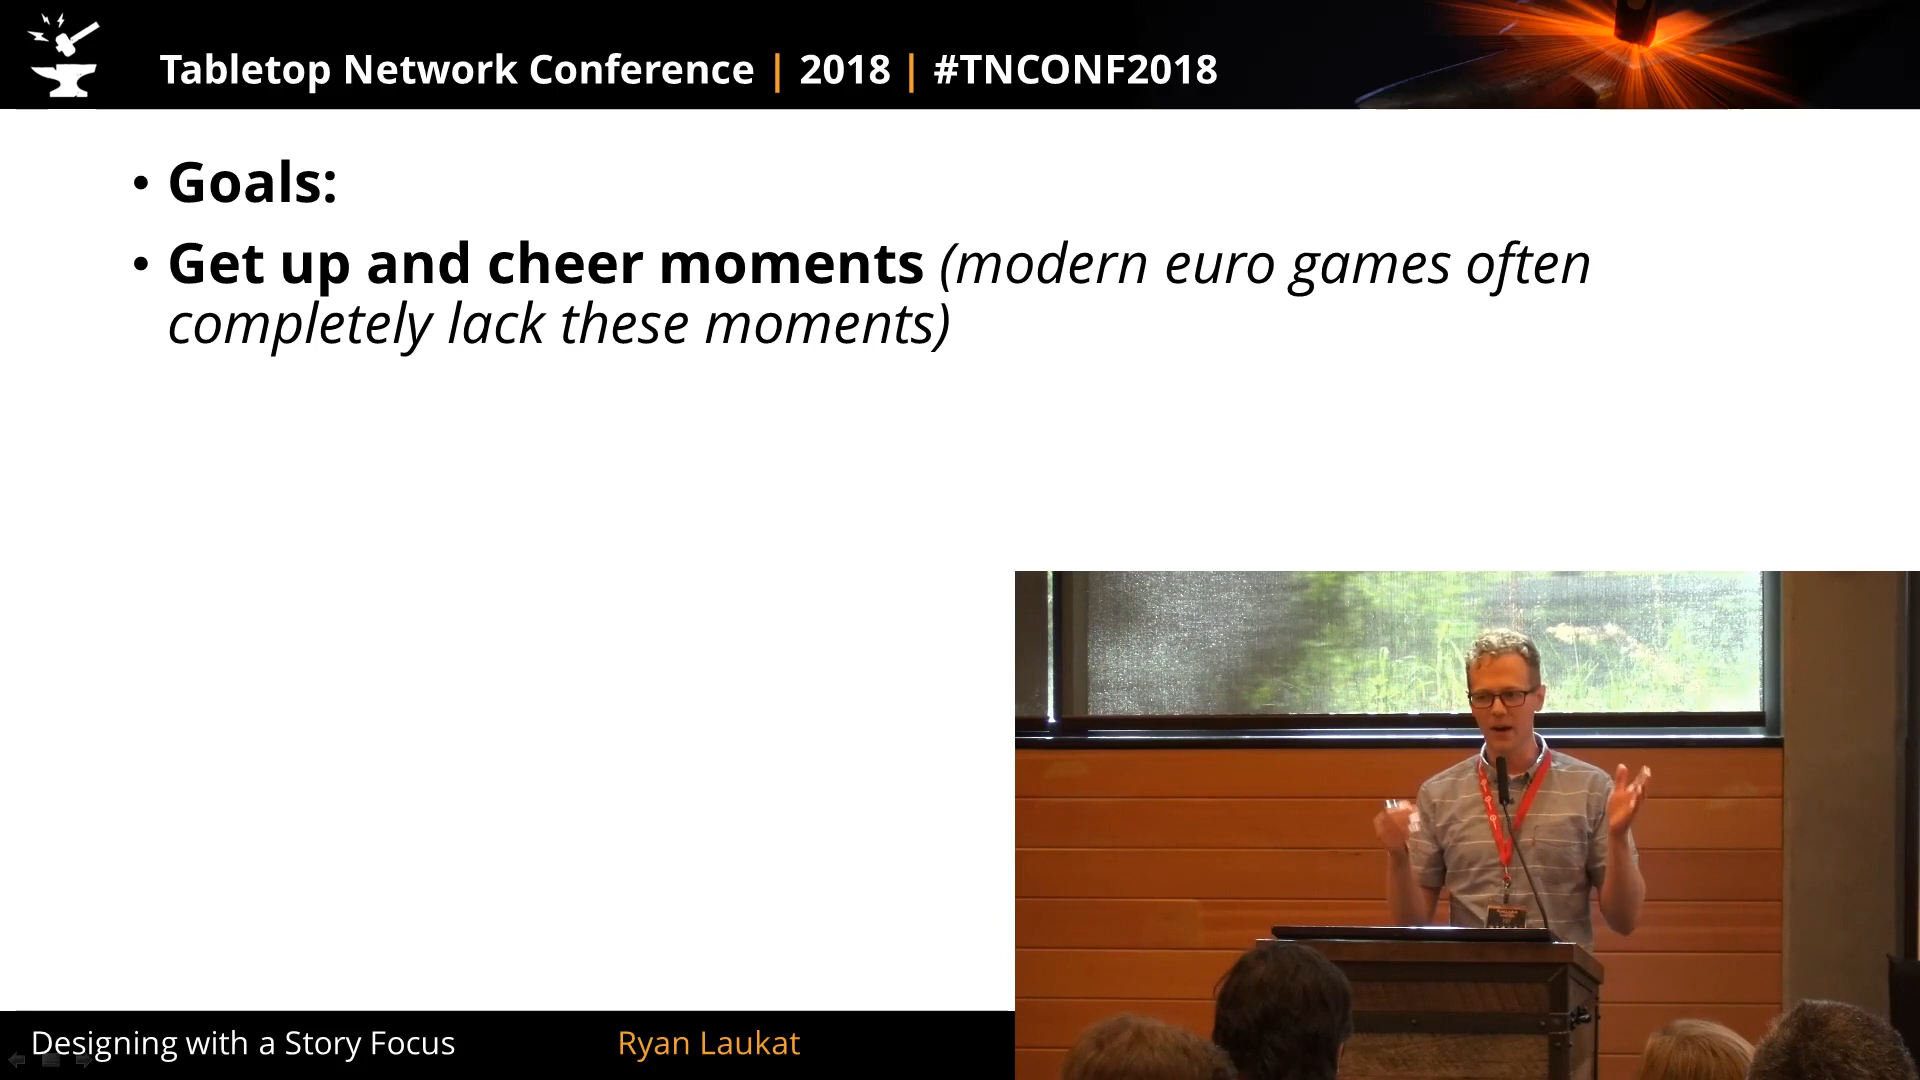 Tabletop Network Conference | 2018 | #TNCONF2018
• Goals:
• Get up and cheer moments (modern euro games often
completely lack these moments)
Designing with a Story Focus
Ryan Laukat